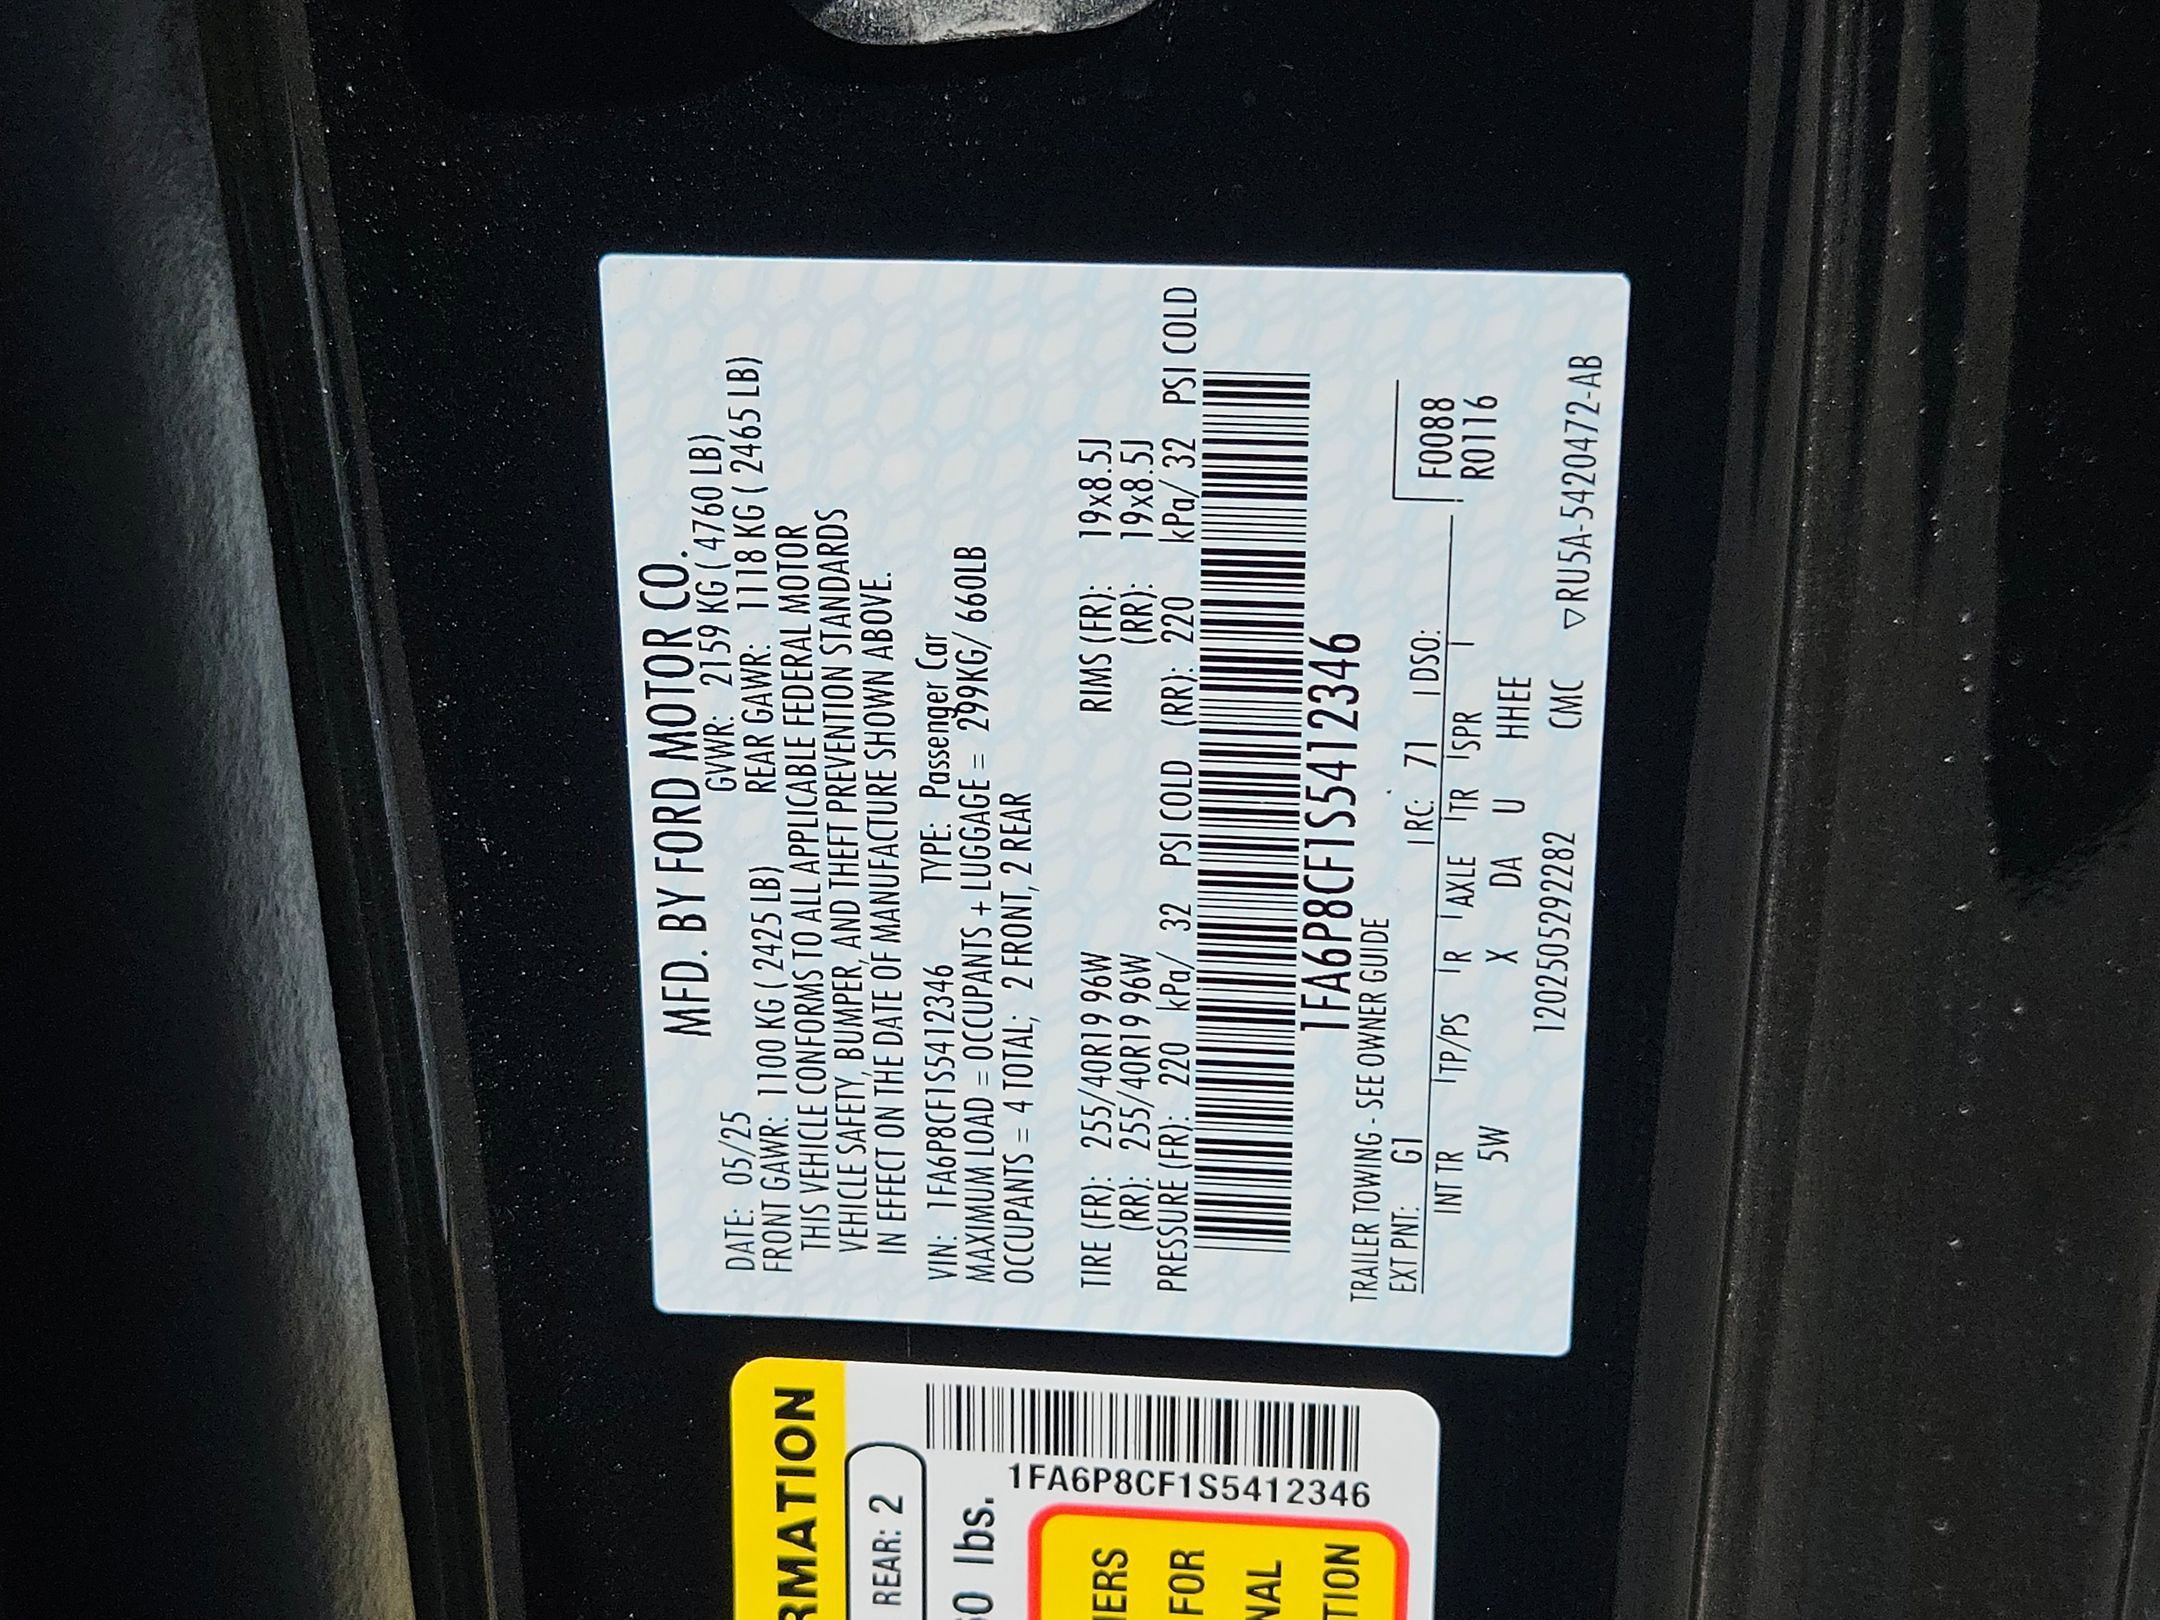 MFD. BY FORD MOTOR CO.
DATE: 05/25 GVWR: 2159 KG ( 4760 LB)
FRONT GAWR: 1100 KG ( 2425 LB) REAR GAWR: 1118 KG ( 2465 LB)
THIS VEHICLE CONFORMS TO ALL APPLICABLE FEDERAL MOTOR
VEHICLE SAFETY, BUMPER, AND THEFT PREVENTION STANDARDS
IN EFFECT ON THE DATE OF MANUFACTURE SHOWN ABOVE.
VIN: 1FA6P8CF1S5412346 TYPE: Passenger Car
MAXIMUM LOAD = OCCUPANTS + LUGGAGE = 299KG/ 660LB
OCCUPANTS = 4 TOTAL; 2 FRONT, 2 REAR
TIRE (FR): 255/40R19 96W RIMS (FR): 19x8.5J
(RR): 255/40R19 96W (RR): 19x8.5J
PRESSURE (FR): 220 kPa/ 32 PSI COLD (RR): 220 kPa/ 32 PSI COLD
1FA6P8CF1S5412346
TRAILER TOWING - SEE OWNER GUIDE
EXT PNT: G1 RC: 71 DSO:
F0088
INT TR TP/PS R AXLE TR SPR
R0116
5W X DA U HHEE
1202505292282 CMC ▽RU5A-5420472-AB
RMATION
REAR: 2
60 lbs.
1FA6P8CF1S5412346
NERS
FOR
NAL
TION